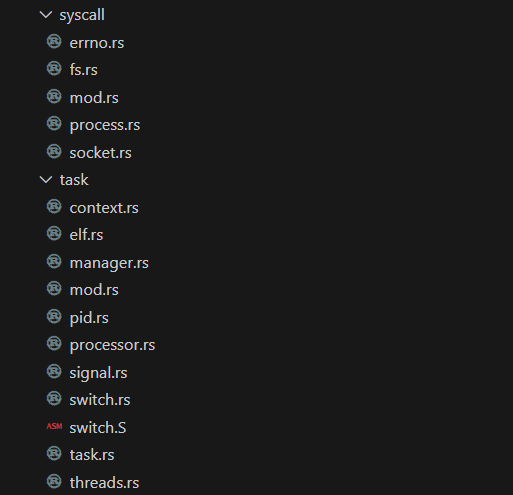 syscall
errno.rs
fs.rs
mod.rs
process.rs
socket.rs
task
context.rs
elf.rs
manager.rs
mod.rs
pid.rs
processor.rs
signal.rs
switch.rs
ASM switch.S
task.rs
threads.rs